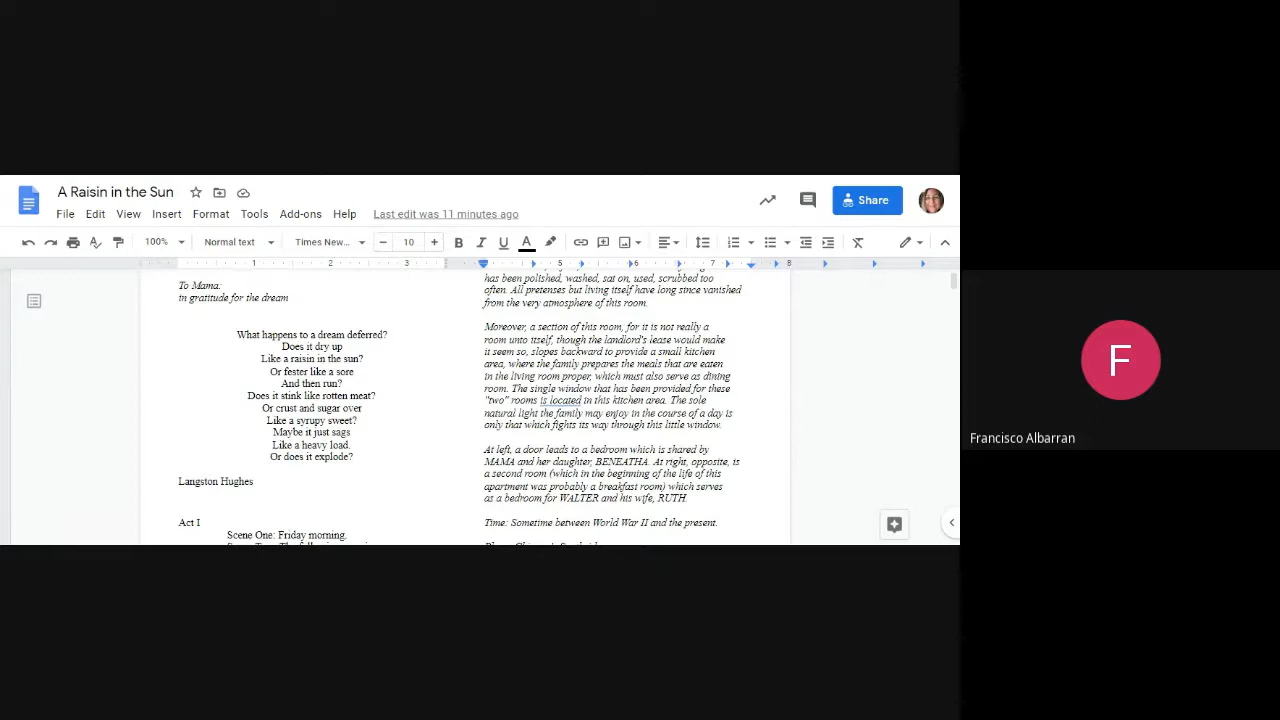 A Raisin in the Sun
File Edit View Insert Format Tools Add-ons Help Last edit was 11 minutes ago
Share
100% Normal text Times New... 10
1 2 3 5 6 7 8
To Mama:
in gratitude for the dream
What happens to a dream deferred?
Does it dry up
Like a raisin in the sun?
Or fester like a sore
And then run?
Does it stink like rotten meat?
Or crust and sugar over
Like a syrupy sweet?
Maybe it just sags
Like a heavy load.
Or does it explode?
Langston Hughes
Act I
Scene One: Friday morning.
has been polished, washed, sat on, used, scrubbed too
often. All pretenses but living itself have long since vanished
from the very atmosphere of this room.
Moreover, a section of this room, for it is not really a
room unto itself, though the landlord's lease would make
it seem so, slopes backward to provide a small kitchen
area, where the family prepares the meals that are eaten
in the living room proper, which must also serve as dining
room. The single window that has been provided for these
"two" rooms is located in this kitchen area. The sole
natural light the family may enjoy in the course of a day is
only that which fights its way through this little window.
At left, a door leads to a bedroom which is shared by
MAMA and her daughter, BENEATHA. At right, opposite, is
a second room (which in the beginning of the life of this
apartment was probably a breakfast room) which serves
as a bedroom for WALTER and his wife, RUTH.
Time: Sometime between World War II and the present.
F
Francisco Albarran